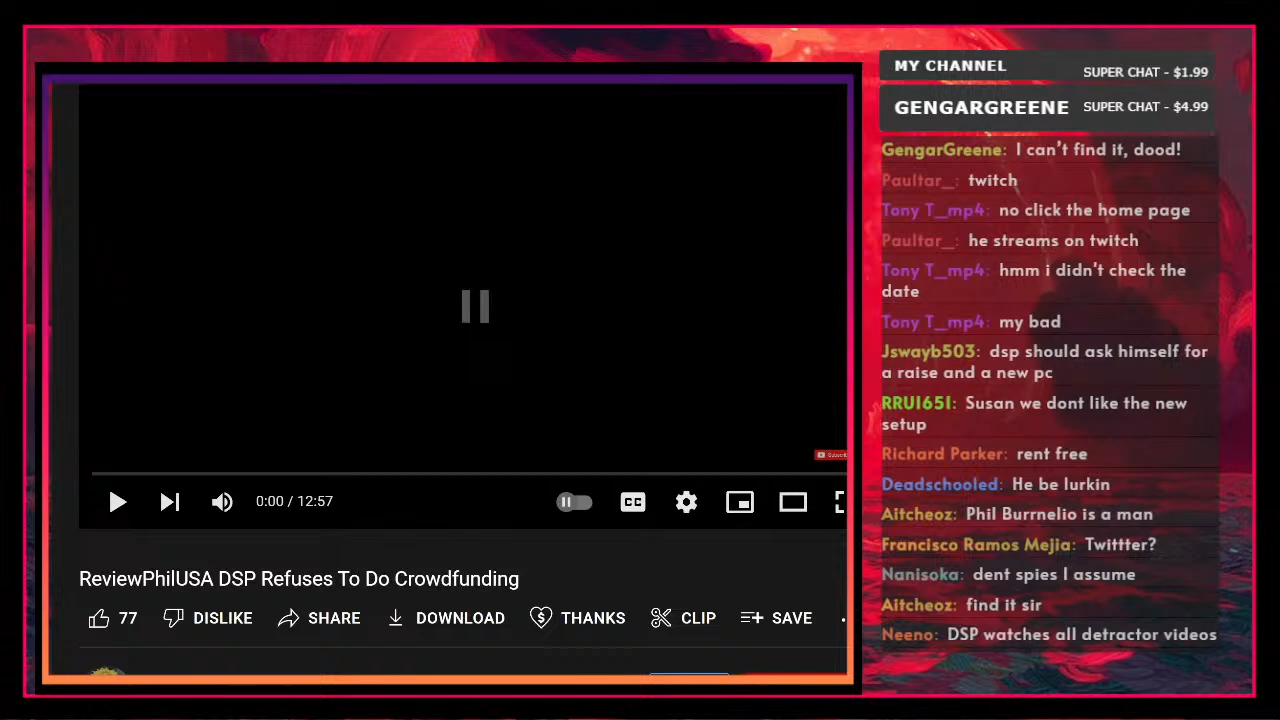 MY CHANNEL SUPER CHAT - $1.99
GENGARGREENE SUPER CHAT - $4.99
GengarGreene: I can't find it, dood!
Paultar_: twitch
Tony T_mp4: no click the home page
Paultar_: he streams on twitch
Tony T_mp4: hmm i didn't check the
date
Tony T_mp4: my bad
Jswayb503: dsp should ask himself for
a raise and a new pc
RRU1651: Susan we dont like the new
setup
Richard Parker: rent free
Deadschooled: He be lurkin
Aitcheoz: Phil Burrnelio is a man
Francisco Ramos Mejia: Twittter?
Nanisoka: dent spies I assume
Aitcheoz: find it sir
Neeno: DSP watches all detractor videos
0:00 / 12:57
CC
ReviewPhilUSA DSP Refuses To Do Crowdfunding
77 DISLIKE SHARE DOWNLOAD THANKS CLIP SAVE